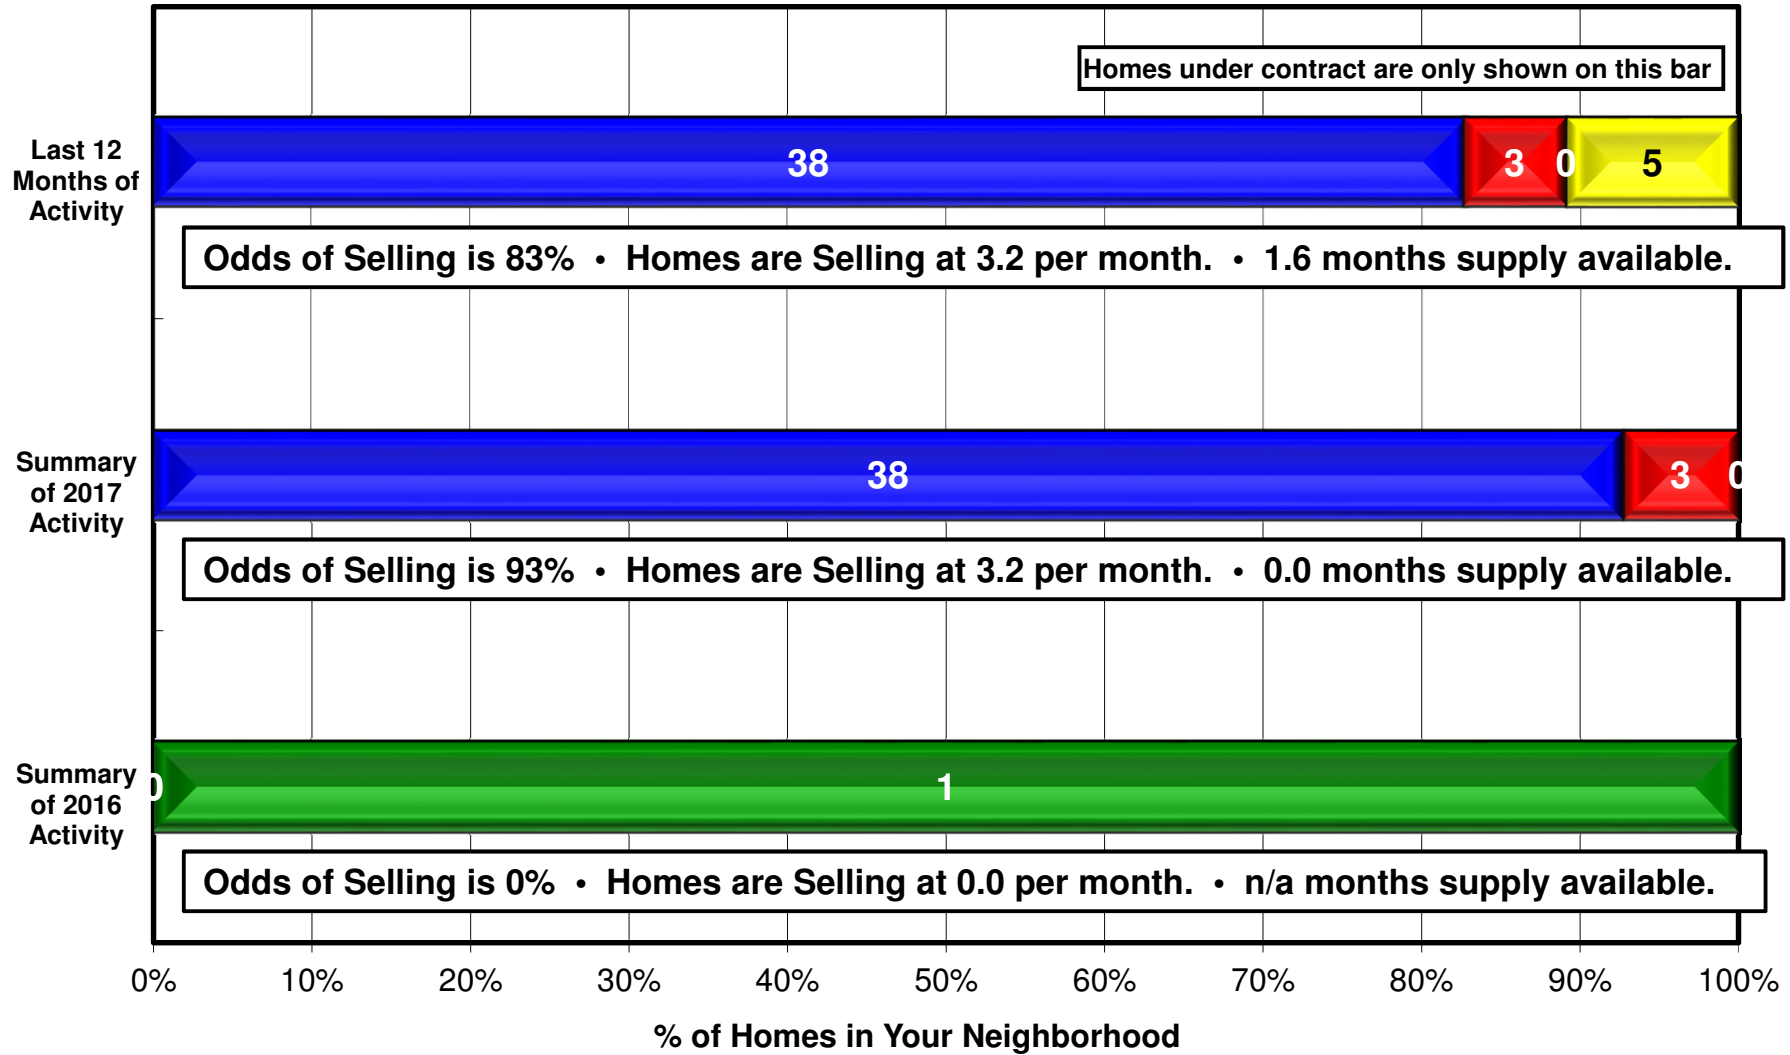 Homes under contract are only shown on this bar
Last 12
Months of
Activity
38
3
0
5
Odds of Selling is 83% • Homes are Selling at 3.2 per month. • 1.6 months supply available.
Summary
of 2017
Activity
38
3
0
Odds of Selling is 93% • Homes are Selling at 3.2 per month. • 0.0 months supply available.
Summary
of 2016
Activity
0
1
Odds of Selling is 0% • Homes are Selling at 0.0 per month. • n/a months supply available.
0% 10% 20% 30% 40% 50% 60% 70% 80% 90% 100%
% of Homes in Your Neighborhood